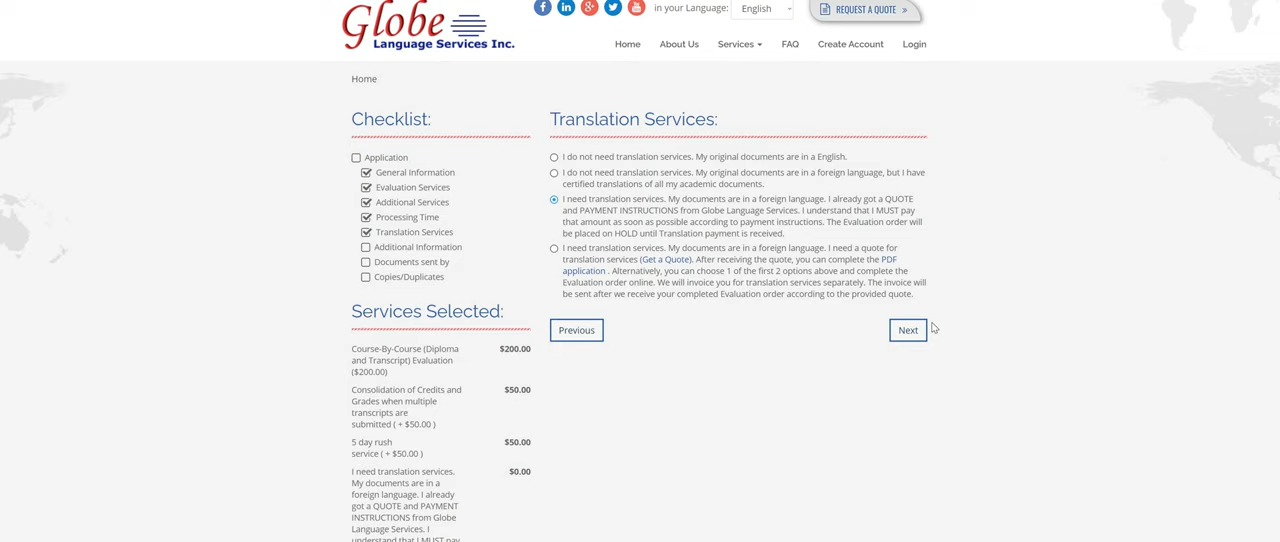 Globe
Language Services Inc.
in your Language:
English
REQUEST A QUOTE »
Home
About Us
Services
FAQ
Create Account
Login
Home
Checklist:
Application
General Information
Evaluation Services
Additional Services
Processing Time
Translation Services
Additional Information
Documents sent by
Copies/Duplicates
Services Selected:
Course-By-Course (Diploma $200.00
and Transcript) Evaluation
($200.00)
Consolidation of Credits and $50.00
Grades when multiple
transcripts are
submitted ( + $50.00 )
5 day rush $50.00
service ( + $50.00 )
I need translation services. $0.00
My documents are in a
foreign language. I already
got a QUOTE and PAYMENT
INSTRUCTIONS from Globe
Language Services. I
understand that I MUST pay
Translation Services:
I do not need translation services. My original documents are in a English.
I do not need translation services. My original documents are in a foreign language, but I have
certified translations of all my academic documents.
I need translation services. My documents are in a foreign language. I already got a QUOTE
and PAYMENT INSTRUCTIONS from Globe Language Services. I understand that I MUST pay
that amount as soon as possible according to payment instructions. The Evaluation order will
be placed on HOLD until Translation payment is received.
I need translation services. My documents are in a foreign language. I need a quote for
translation services (Get a Quote). After receiving the quote, you can complete the PDF
application . Alternatively, you can choose 1 of the first 2 options above and complete the
Evaluation order online. We will invoice you for translation services separately. The invoice will
be sent after we receive your completed Evaluation order according to the provided quote.
Previous
Next